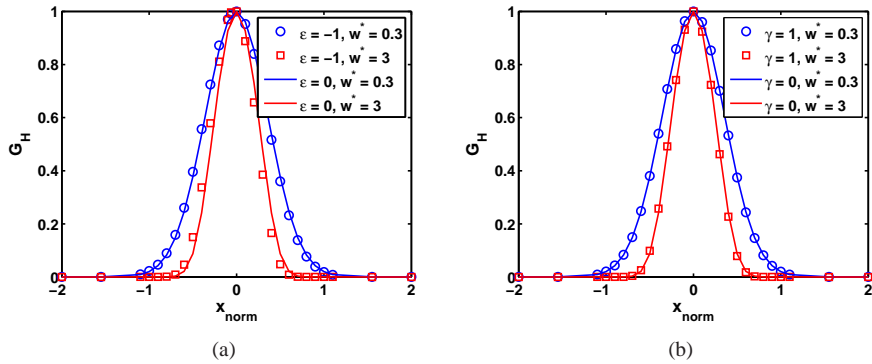 1
0.8
0.6
0.4
0.2
0
G_H
−2
−1
0
1
2
x_norm
ε = −1, w* = 0.3
ε = −1, w* = 3
ε = 0, w* = 0.3
ε = 0, w* = 3
(a)
1
0.8
0.6
0.4
0.2
0
G_H
−2
−1
0
1
2
x_norm
γ = 1, w* = 0.3
γ = 1, w* = 3
γ = 0, w* = 0.3
γ = 0, w* = 3
(b)